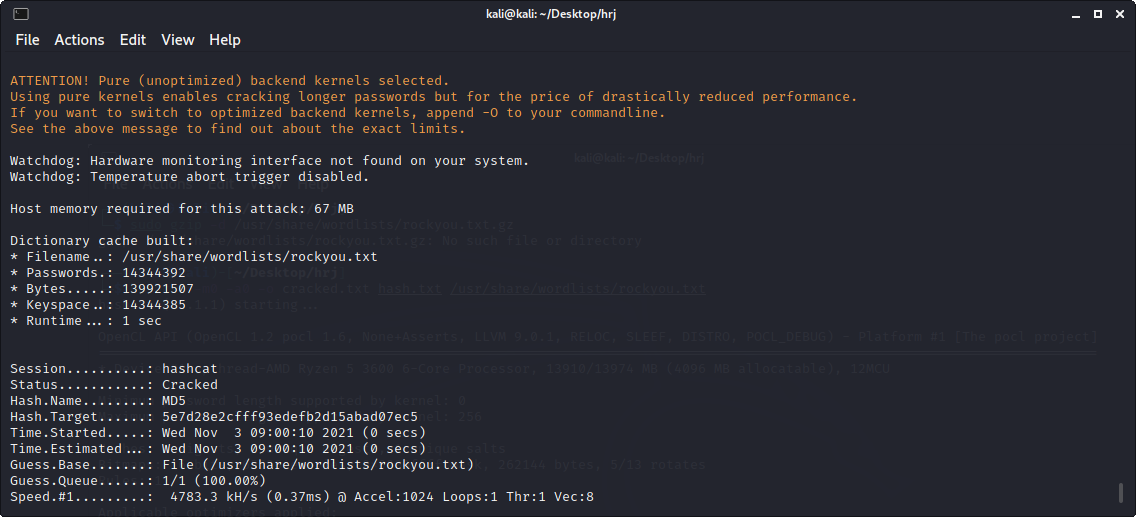 kali@kali: ~/Desktop/hrj
File Actions Edit View Help
ATTENTION! Pure (unoptimized) backend kernels selected.
Using pure kernels enables cracking longer passwords but for the price of drastically reduced performance.
If you want to switch to optimized backend kernels, append -O to your commandline.
See the above message to find out about the exact limits.
Watchdog: Hardware monitoring interface not found on your system.
Watchdog: Temperature abort trigger disabled.
Host memory required for this attack: 67 MB
Dictionary cache built:
* Filename..: /usr/share/wordlists/rockyou.txt
* Passwords.: 14344392
* Bytes.....: 139921507
* Keyspace..: 14344385
* Runtime...: 1 sec
Session..........: hashcat
Status...........: Cracked
Hash.Name........: MD5
Hash.Target......: 5e7d28e2cfff93edefb2d15abad07ec5
Time.Started.....: Wed Nov  3 09:00:10 2021 (0 secs)
Time.Estimated...: Wed Nov  3 09:00:10 2021 (0 secs)
Guess.Base.......: File (/usr/share/wordlists/rockyou.txt)
Guess.Queue......: 1/1 (100.00%)
Speed.#1.........:  4783.3 kH/s (0.37ms) @ Accel:1024 Loops:1 Thr:1 Vec:8